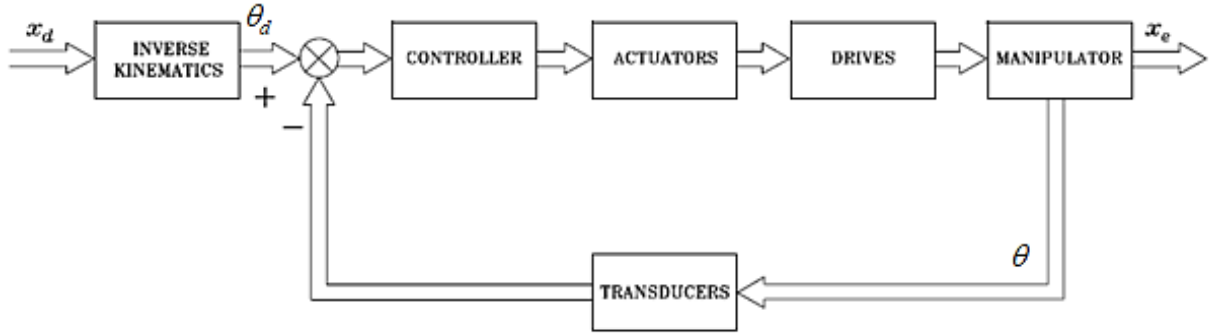 x_d
INVERSE
KINEMATICS
θ_d
+
−
CONTROLLER
ACTUATORS
DRIVES
MANIPULATOR
x_e
θ
TRANSDUCERS